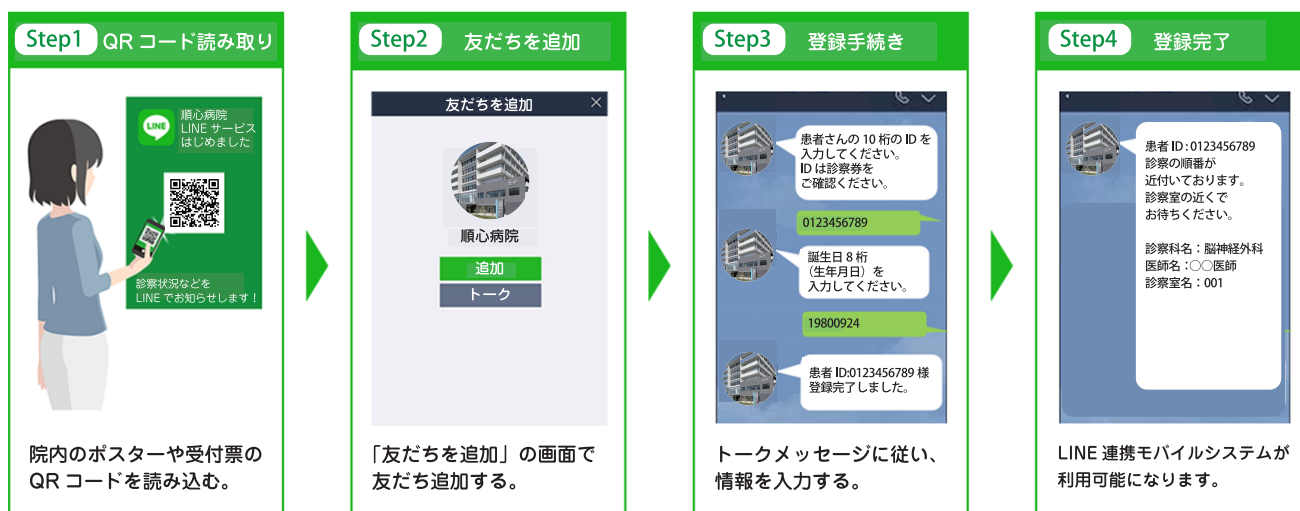 Step1 QR コード読み取り
LINE
順心病院
LINE サービス
はじめました
診察状況などを
LINE でお知らせします！
院内のポスターや受付票の
QR コードを読み込む。
Step2 友だちを追加
友だちを追加 ×
順心病院
追加
トーク
「友だちを追加」の画面で
友だち追加する。
Step3 登録手続き
患者さんの 10 桁の ID を
入力してください。
ID は診察券を
ご確認ください。
0123456789
誕生日 8 桁
（生年月日）を
入力してください。
19800924
患者 ID:0123456789 様
登録完了しました。
トークメッセージに従い、
情報を入力する。
Step4 登録完了
患者 ID : 0123456789
診察の順番が
近付いております。
診察室の近くで
お待ちください。
診察科名：脳神経外科
医師名：〇〇医師
診察室名：001
LINE 連携モバイルシステムが
利用可能になります。